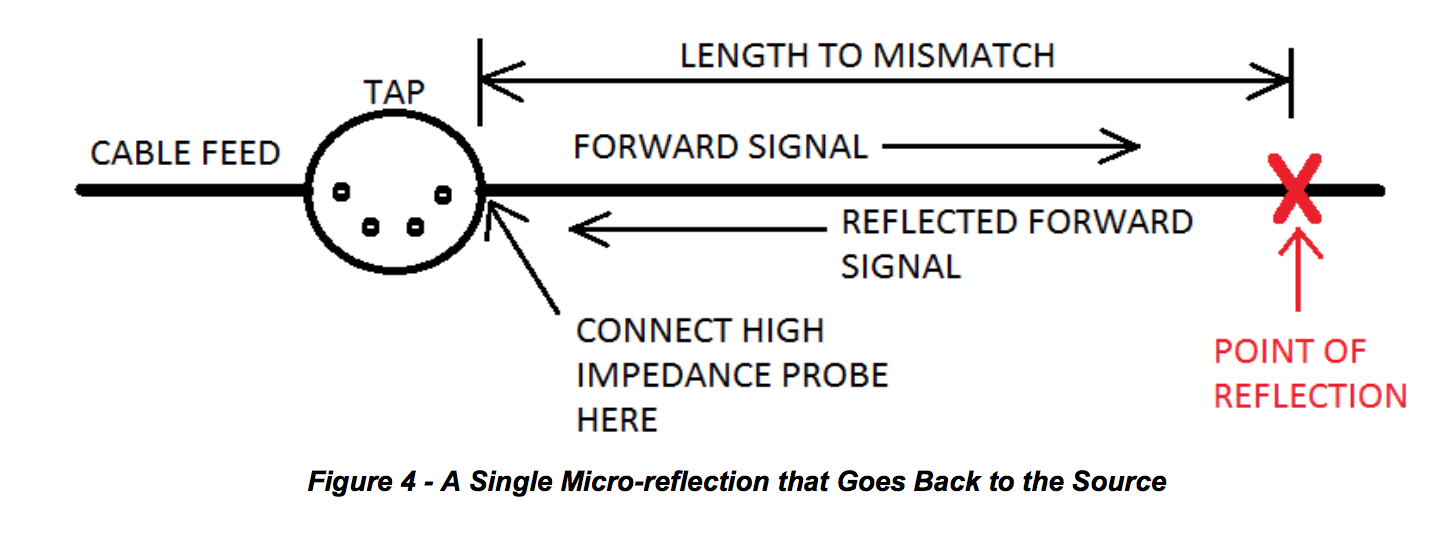 LENGTH TO MISMATCH
TAP
CABLE FEED
FORWARD SIGNAL
REFLECTED FORWARD
SIGNAL
CONNECT HIGH
IMPEDANCE PROBE
HERE
POINT OF
REFLECTION
Figure 4 - A Single Micro-reflection that Goes Back to the Source